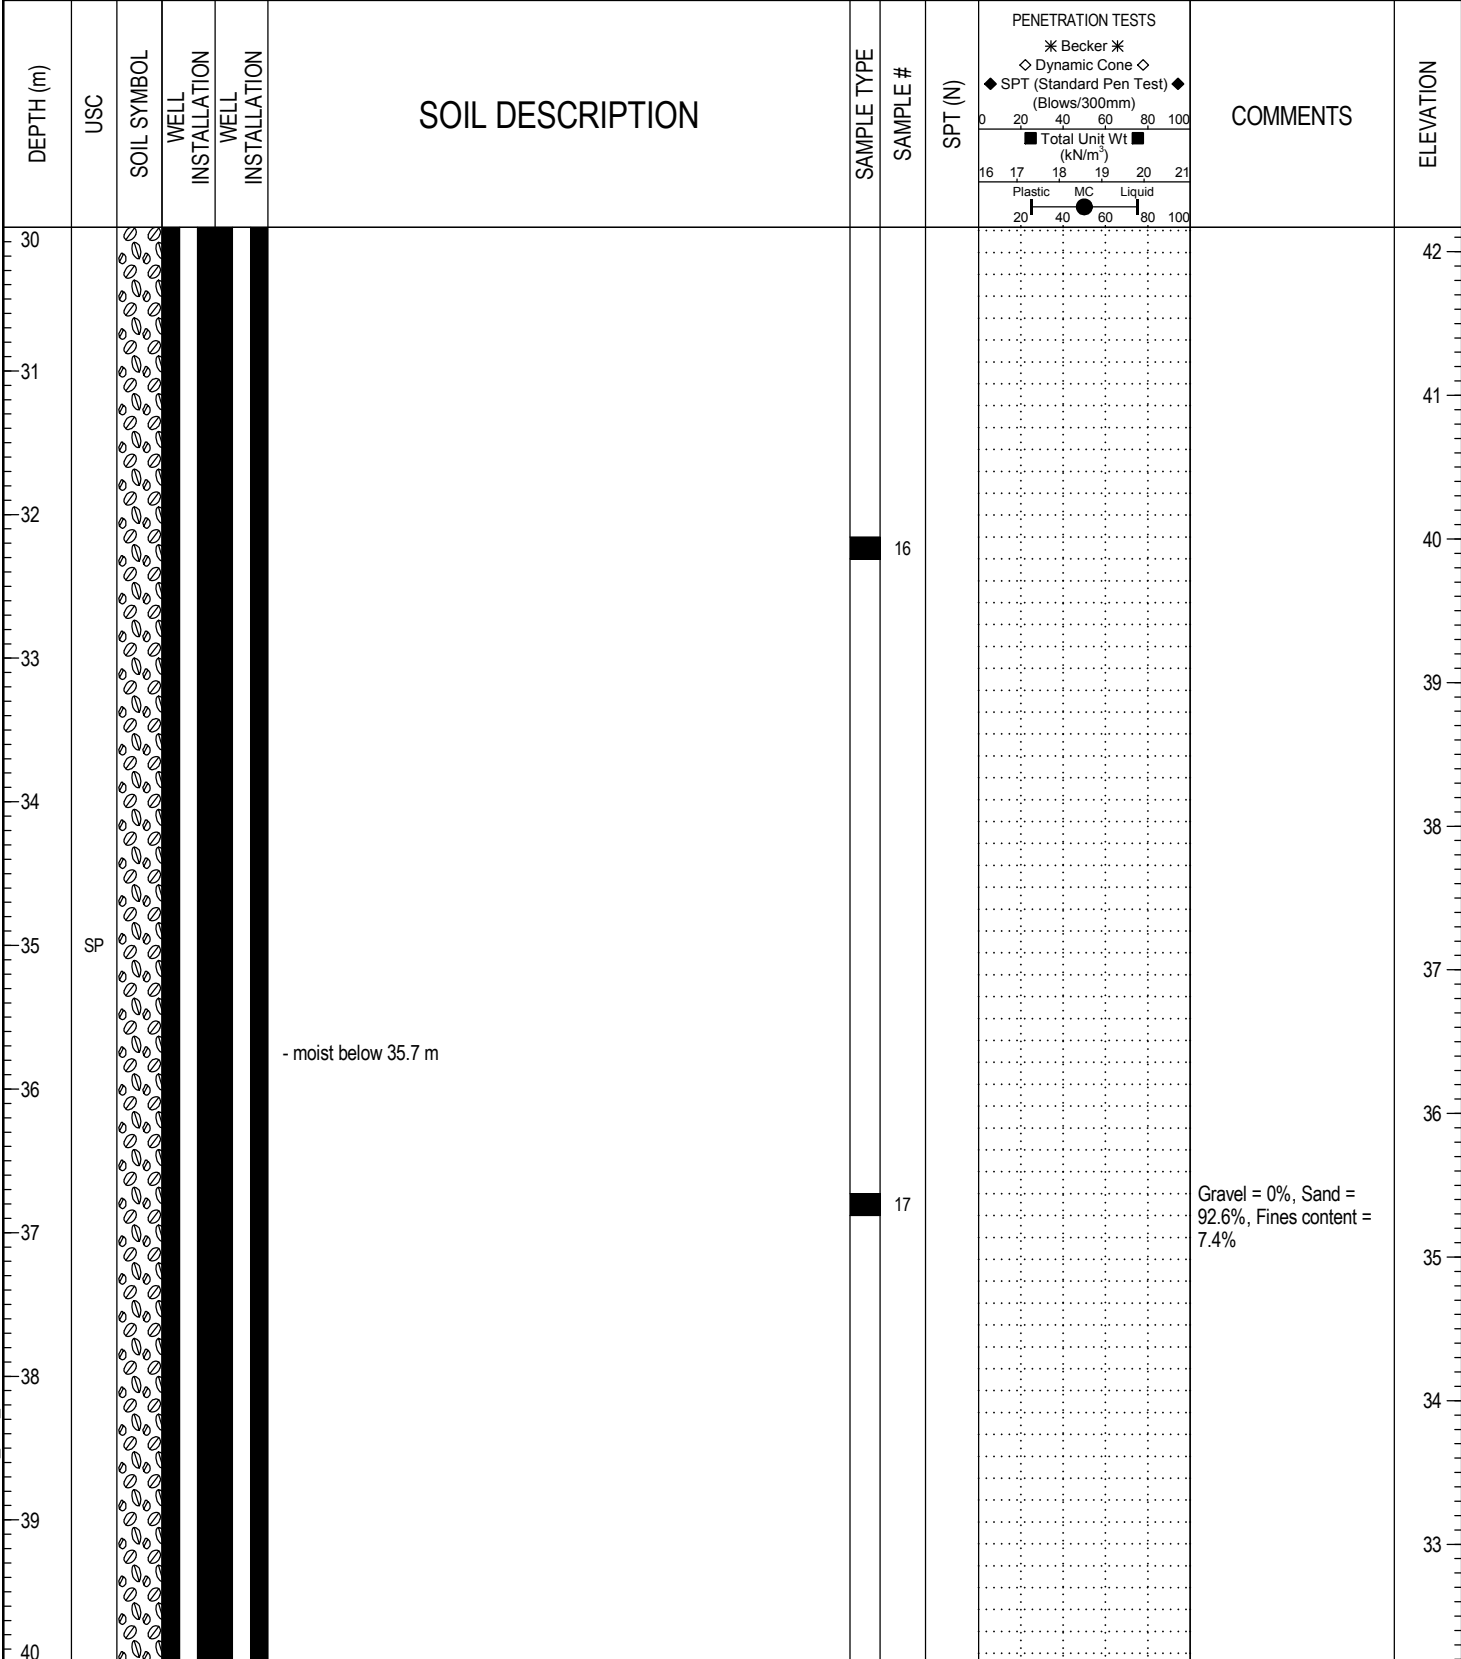 DEPTH (m)
USC
SOIL SYMBOL
WELL
INSTALLATION
WELL
INSTALLATION
SOIL DESCRIPTION
SAMPLE TYPE
SAMPLE #
SPT (N)
PENETRATION TESTS
✳ Becker ✳
◇ Dynamic Cone ◇
◆ SPT (Standard Pen Test) ◆
(Blows/300mm)
0 20 40 60 80 100
■ Total Unit Wt ■
(kN/m³)
16 17 18 19 20 21
Plastic MC Liquid
20 40 60 80 100
COMMENTS
ELEVATION
30
42
31
41
32
40
16
33
39
34
38
35
SP
37
- moist below 35.7 m
36
36
17
Gravel = 0%, Sand =
92.6%, Fines content =
7.4%
37
35
38
34
39
33
40